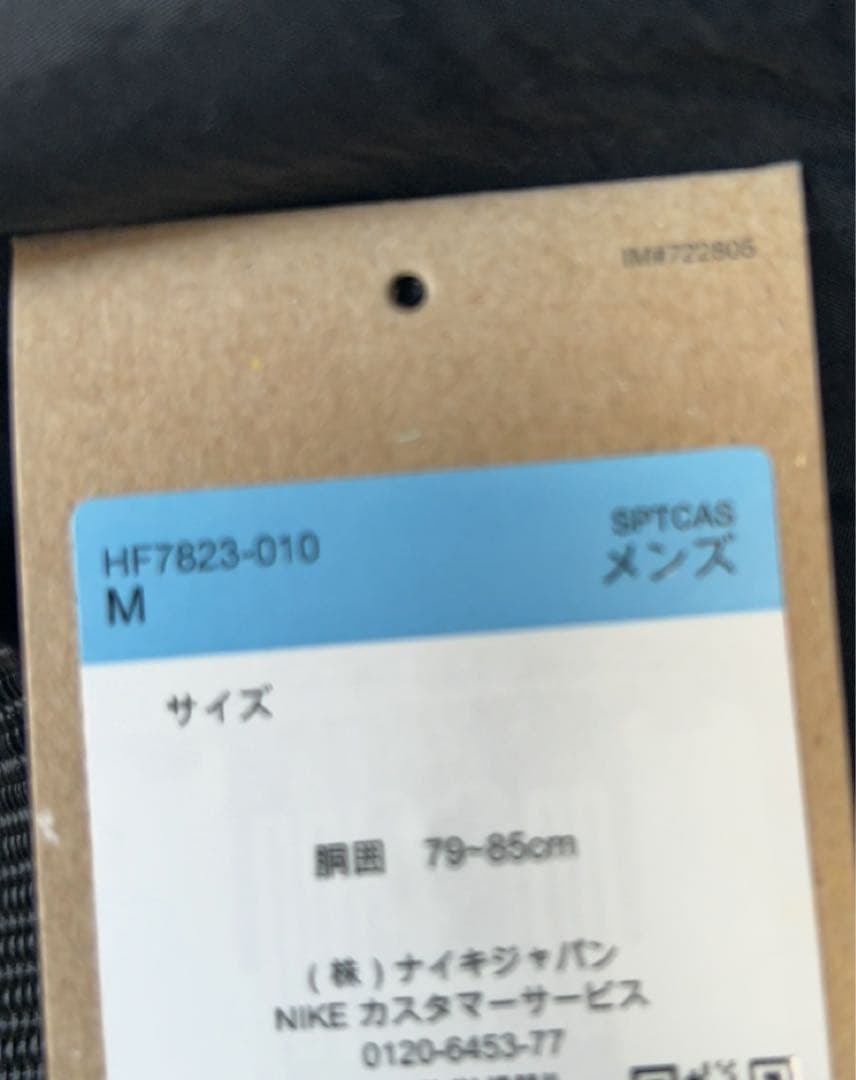 IM#722805
HF7823-010
M
SPTCAS
メンズ
サイズ
胴囲 79~85cm
(株)ナイキジャパン
NIKE カスタマーサービス
0120-6453-77